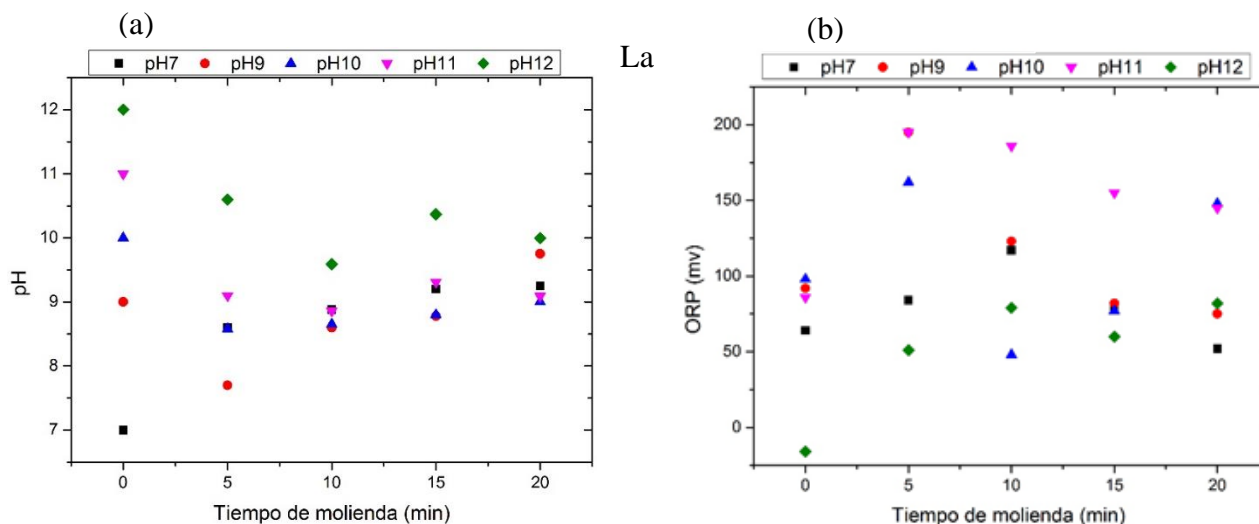 (a)
pH7 pH9 pH10 pH11 pH12
12
11
10
9
8
7
pH
0 5 10 15 20
Tiempo de molienda (min)
La
(b)
pH7 pH9 pH10 pH11 pH12
200
150
100
50
0
ORP (mv)
0 5 10 15 20
Tiempo de molienda (min)